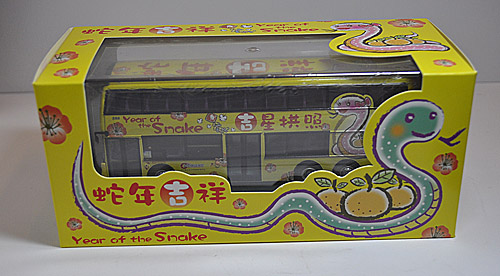 蛇年吉祥
Year of
the Snake
Year of
the Snake
吉星拱照
蛇年吉祥
Year of the Snake